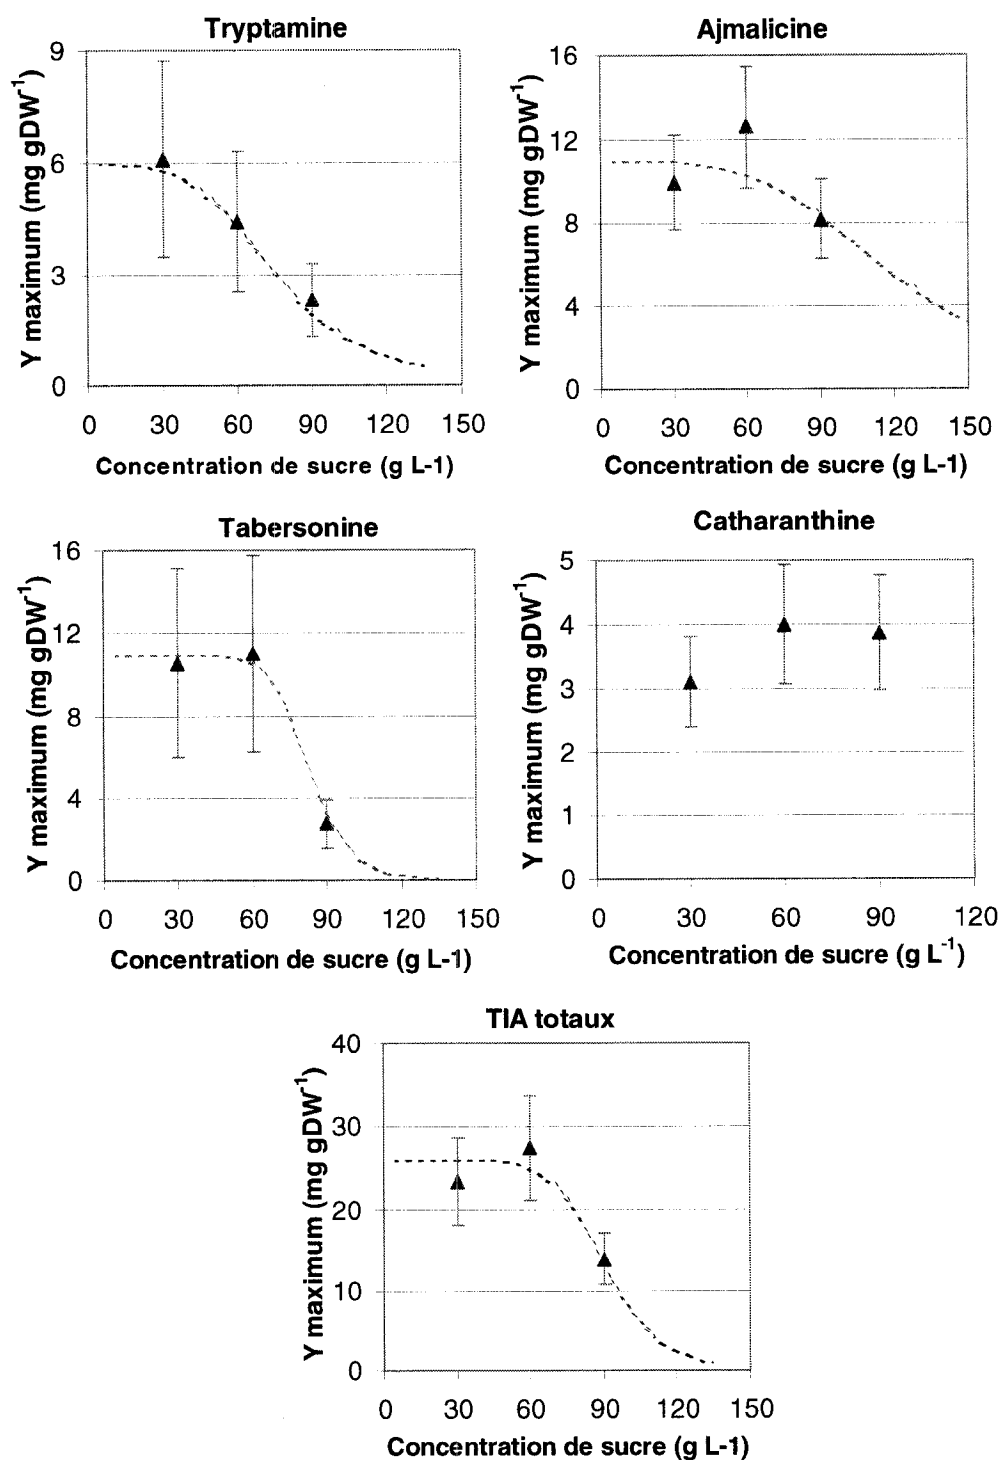 Tryptamine
Y maximum (mg gDW-1)
9
6
3
0
0 30 60 90 120 150
Concentration de sucre (g L-1)
Ajmalicine
Y maximum (mg gDW-1)
16
12
8
4
0
0 30 60 90 120 150
Concentration de sucre (g L-1)
Tabersonine
Y maximum (mg gDW-1)
16
12
8
4
0
0 30 60 90 120 150
Concentration de sucre (g L-1)
Catharanthine
Y maximum (mg gDW-1)
5
4
3
2
1
0
0 30 60 90 120
Concentration de sucre (g L-1)
TIA totaux
Y maximum (mg gDW-1)
40
30
20
10
0
0 30 60 90 120 150
Concentration de sucre (g L-1)